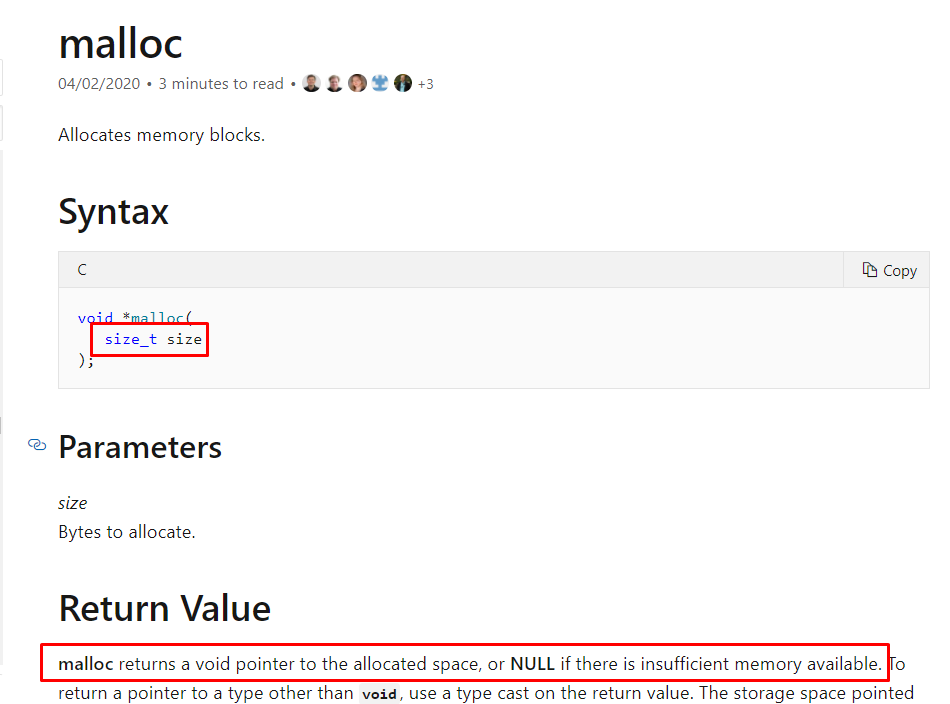 malloc
04/02/2020 • 3 minutes to read • +3
Allocates memory blocks.
Syntax
C Copy
void *malloc(
size_t size
);
Parameters
size
Bytes to allocate.
Return Value
malloc returns a void pointer to the allocated space, or NULL if there is insufficient memory available. To
return a pointer to a type other than void, use a type cast on the return value. The storage space pointed